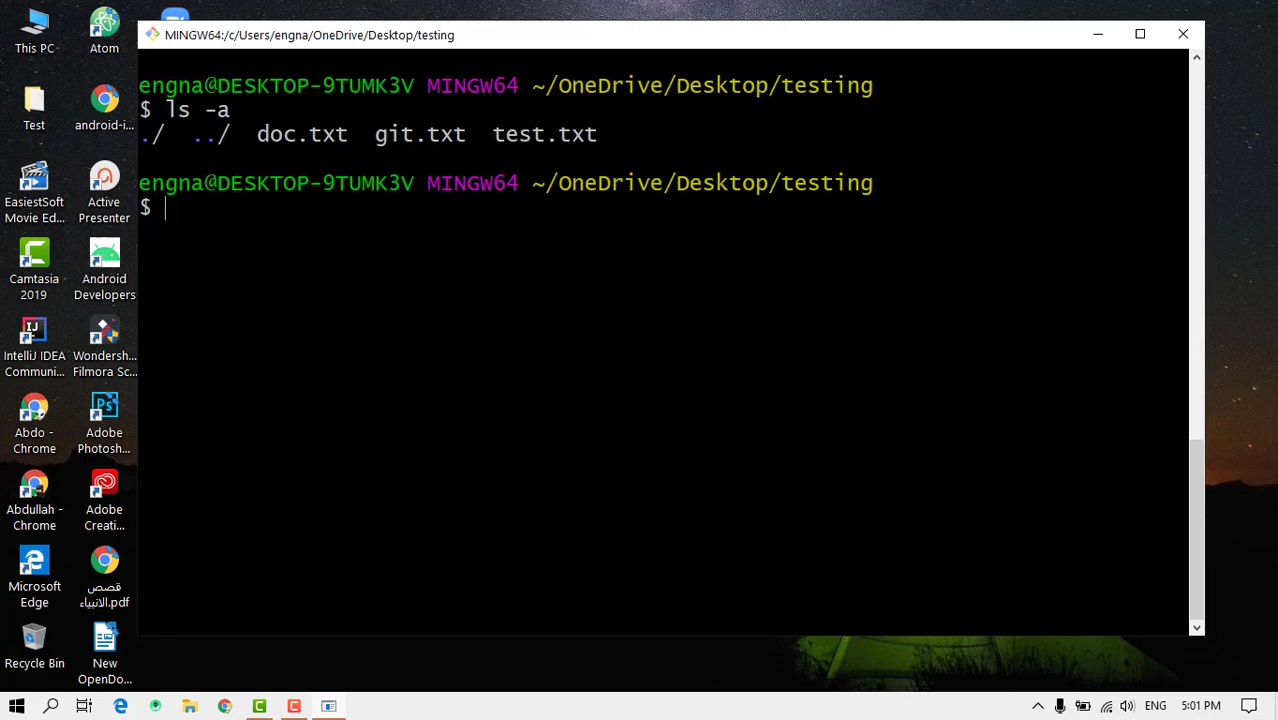 MINGW64:/c/Users/engna/OneDrive/Desktop/testing
engna@DESKTOP-9TUMK3V MINGW64 ~/OneDrive/Desktop/testing
$ ls -a
./ ../ doc.txt git.txt test.txt
engna@DESKTOP-9TUMK3V MINGW64 ~/OneDrive/Desktop/testing
$
This PC
Atom
Test
android-i...
EasiestSoft
Movie Ed...
Active
Presenter
Camtasia
2019
Android
Developers
IntelliJ IDEA
Communi...
Wondersh...
Filmora Sc...
Abdo -
Chrome
Adobe
Photosh...
Abdullah -
Chrome
Adobe
Creati...
Microsoft
Edge
قصص
الانبياء.pdf
Recycle Bin
New
OpenDo...
ENG
5:01 PM